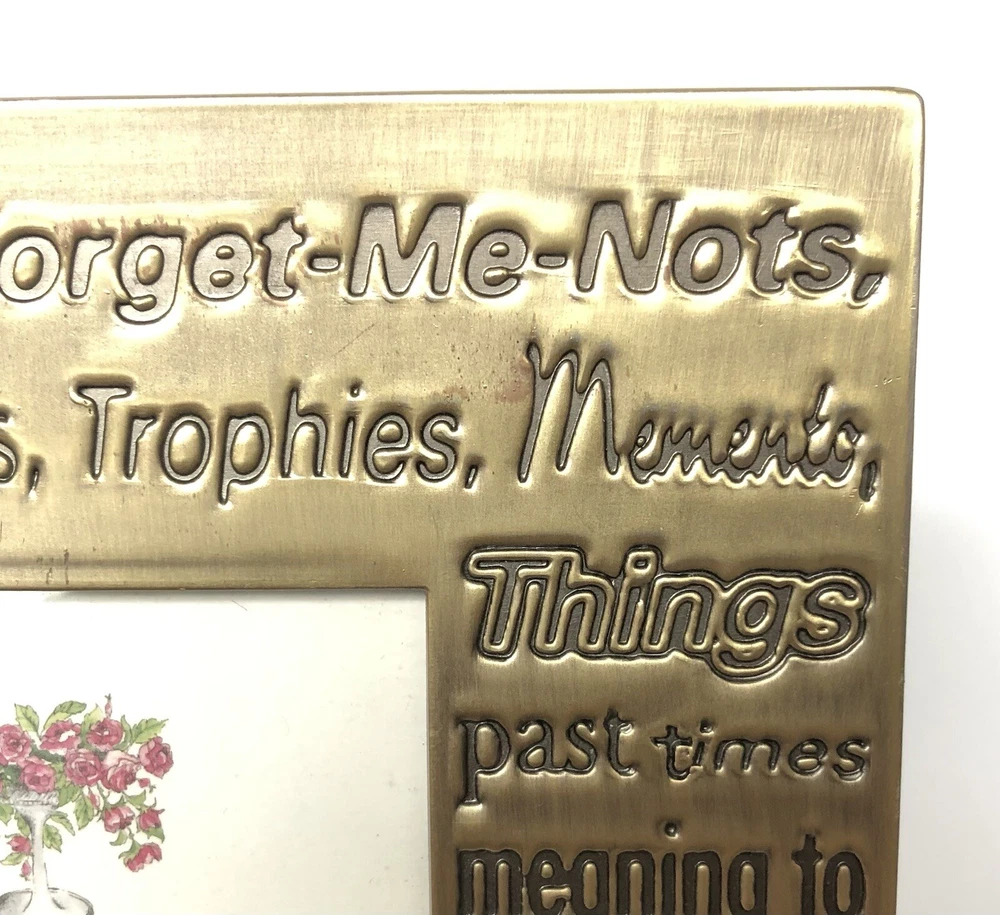 orget-Me-Nots,
s, Trophies, Memento,
Things
past times
meaning to